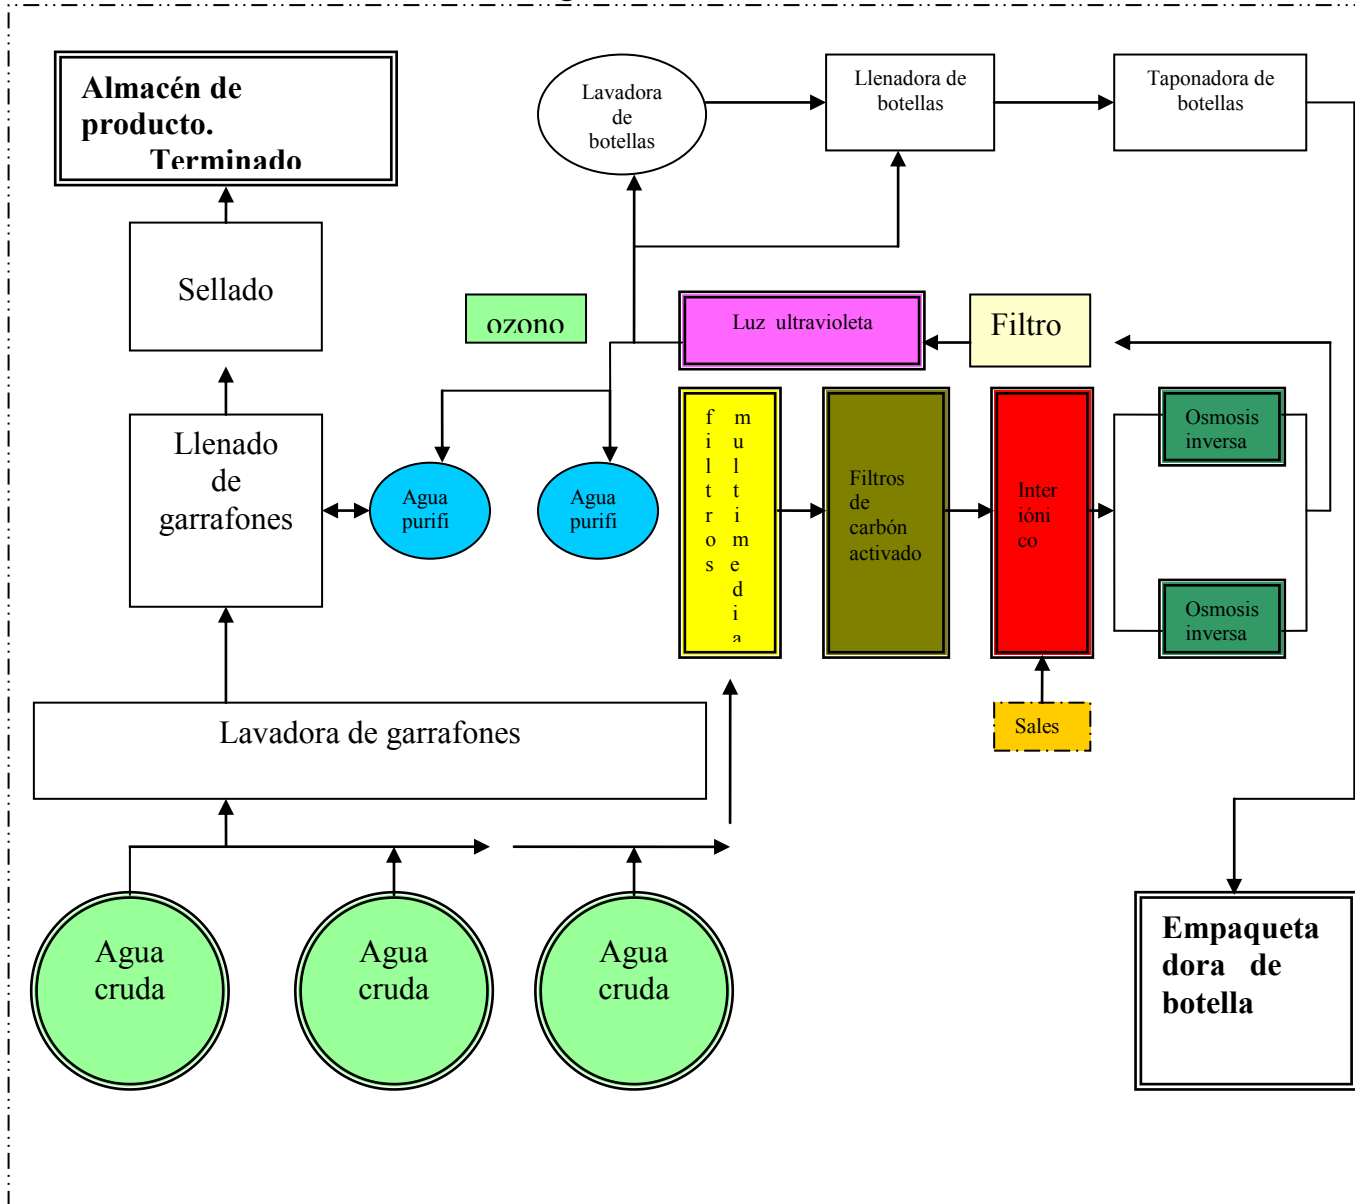 Almacén de
producto.
Terminado
Lavadora
de
botellas
Llenadora de
botellas
Taponadora de
botellas
Sellado
ozono
Luz ultravioleta
Filtro
Llenado
de
garrafones
Agua
purifi
Agua
purifi
filtros
multimedia
Filtros
de
carbón
activado
Inter
ióni
co
Osmosis
inversa
Osmosis
inversa
Sales
Lavadora de garrafones
Agua
cruda
Agua
cruda
Agua
cruda
Empaqueta
dora de
botella